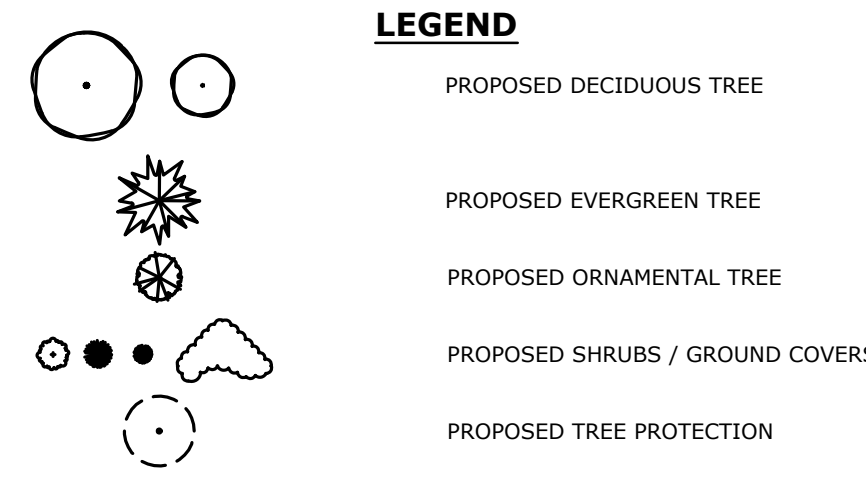 LEGEND
PROPOSED DECIDUOUS TREE
PROPOSED EVERGREEN TREE
PROPOSED ORNAMENTAL TREE
PROPOSED SHRUBS / GROUND COVERS
PROPOSED TREE PROTECTION